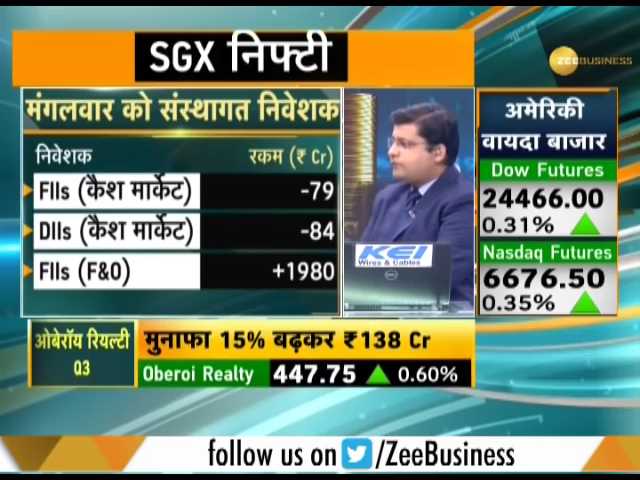 SGX निफ्टी
ZEEBUSINESS
मंगलवार को संस्थागत निवेशक
निवेशक रकम (₹ Cr)
FIIs (कैश मार्केट) -79
DIIs (कैश मार्केट) -84
FIIs (F&O) +1980
KEI
Wires & Cables
DELL
अमेरिकी
वायदा बाजार
Dow Futures
24466.00
0.31%
Nasdaq Futures
6676.50
0.35%
ओबेरॉय रियल्टी
Q3
मुनाफा 15% बढ़कर ₹138 Cr
Oberoi Realty 447.75 0.60%
follow us on /ZeeBusiness